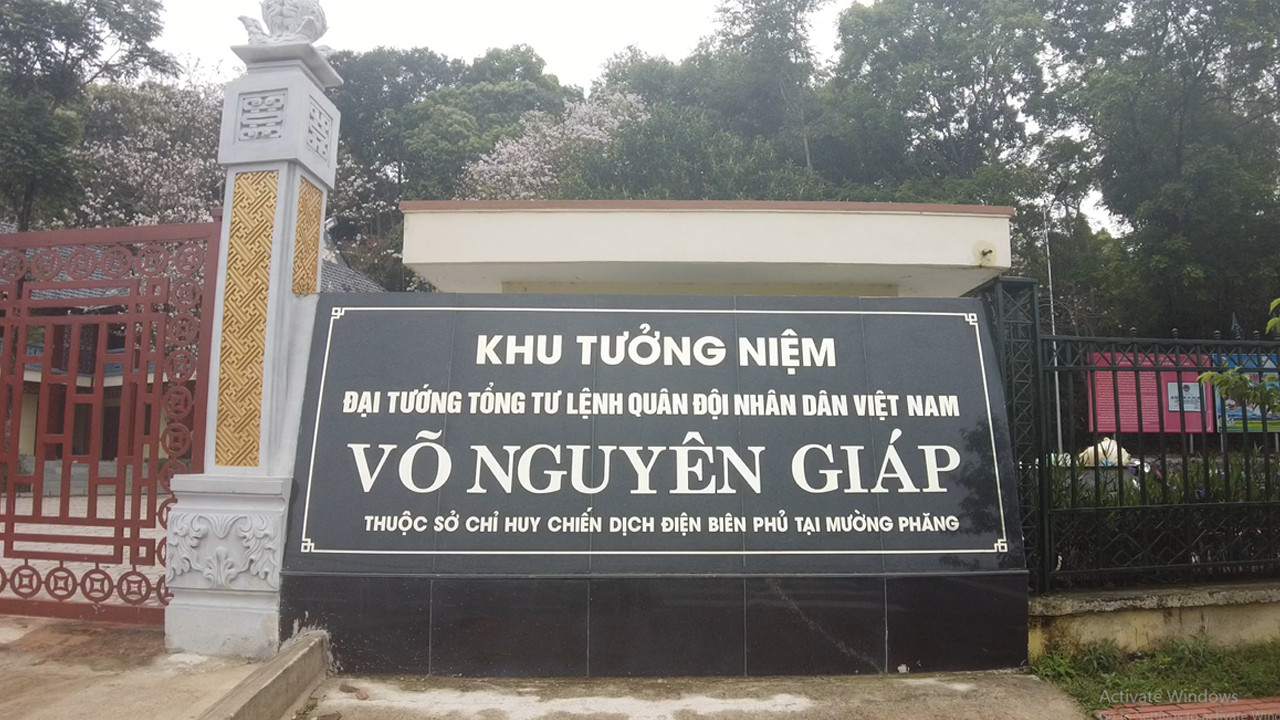 KHU TƯỞNG NIỆM
ĐẠI TƯỚNG TỔNG TƯ LỆNH QUÂN ĐỘI NHÂN DÂN VIỆT NAM
VÕ NGUYÊN GIÁP
THUỘC SỞ CHỈ HUY CHIẾN DỊCH ĐIỆN BIÊN PHỦ TẠI MƯỜNG PHĂNG
Activate Windows